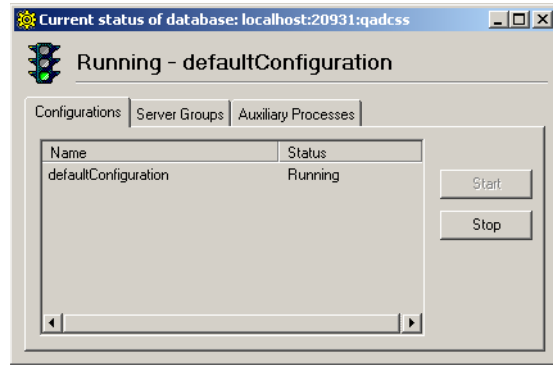 Current status of database: localhost:20931:qadcss
Running - defaultConfiguration
Configurations Server Groups Auxiliary Processes
Name Status
defaultConfiguration Running
Start
Stop